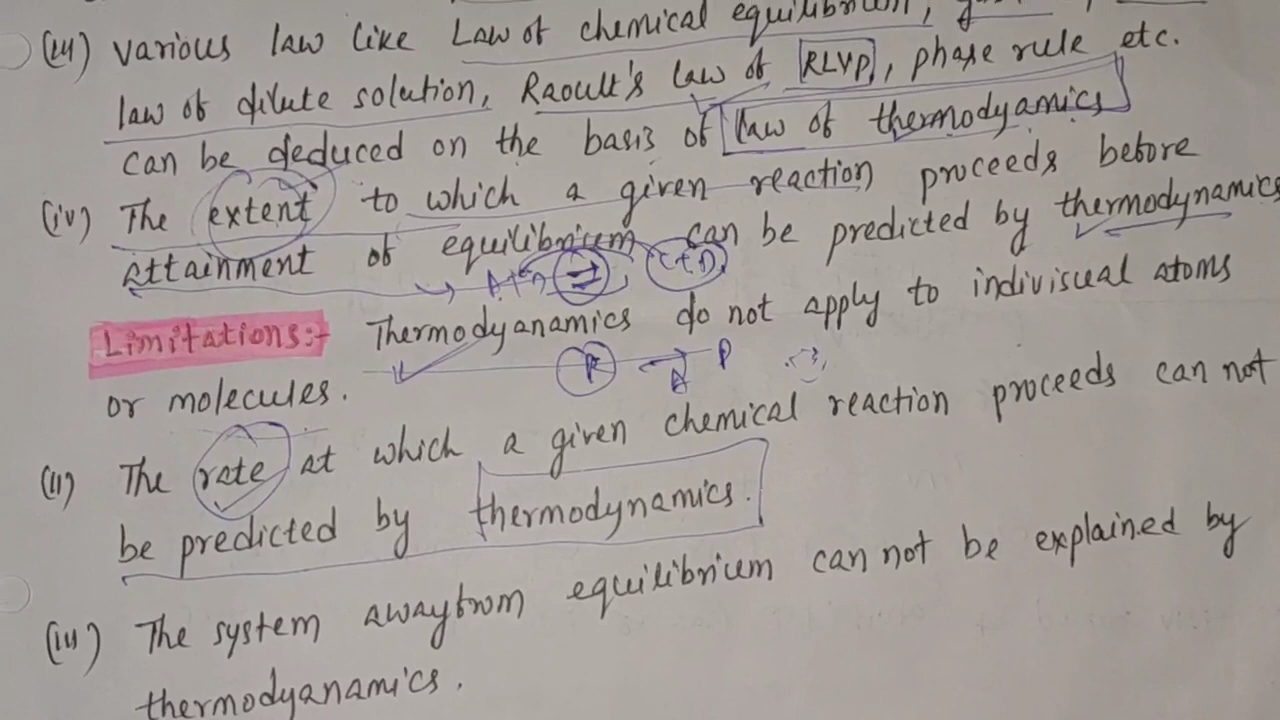 (iii) various law like Law of chemical equilibrium,
law of dilute solution, Raoult's law of RLVP, phase rule etc.
can be deduced on the basis of law of thermodyamics
(iv) The extent to which a given reaction proceeds before
attainment of equilibrium can be predicted by thermodynamics
⇌ C+D
Limitations:- Thermodyanamics do not apply to indiviscual atoms
R → P
or molecules.
(ii) The rate at which a given chemical reaction proceeds can not
be predicted by thermodynamics.
(iii) The system awayfrom equilibrium can not be explained by
thermodyanamics.